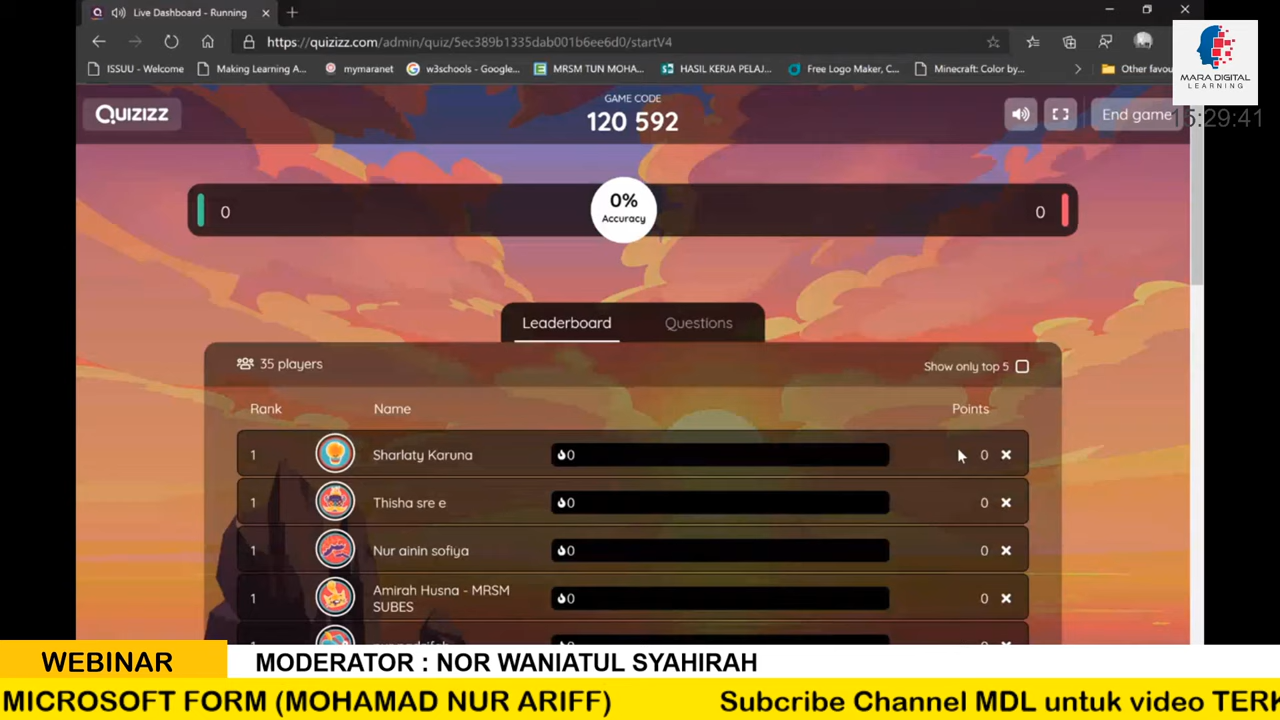 Live Dashboard - Running
https://quizizz.com/admin/quiz/5ec389b1335dab001b6ee6d0/startV4
ISSUU - Welcome
Making Learning A...
mymaranet
w3schools - Google...
MRSM TUN MOHA...
HASIL KERJA PELAJ...
Free Logo Maker, C...
Minecraft: Color by...
Other favou
MARA DIGITAL
LEARNING
15:29:41
Quizizz
GAME CODE
120 592
End game
0
0%
Accuracy
0
Leaderboard
Questions
35 players
Show only top 5
Rank Name Points
1 Sharlaty Karuna 0 0
1 Thisha sre e 0 0
1 Nur ainin sofiya 0 0
1 Amirah Husna - MRSM SUBES 0 0
WEBINAR
MODERATOR : NOR WANIATUL SYAHIRAH
MICROSOFT FORM (MOHAMAD NUR ARIFF)
Subcribe Channel MDL untuk video TERK